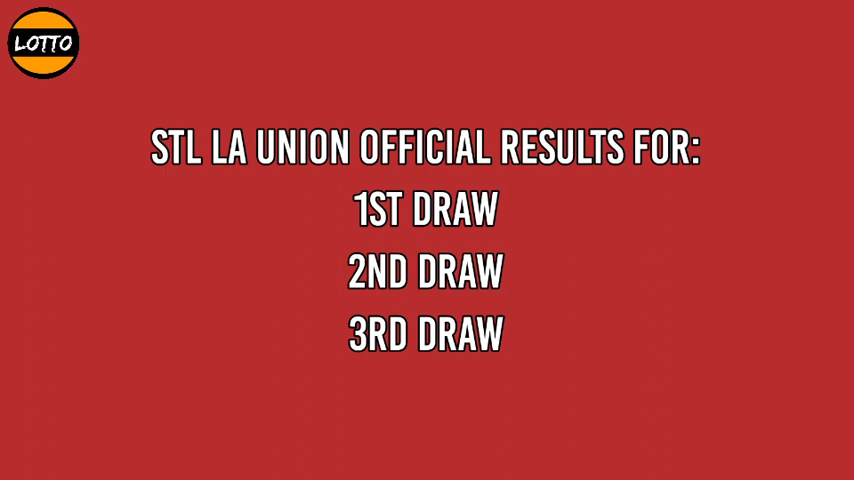 LOTTO
STL LA UNION OFFICIAL RESULTS FOR:
1ST DRAW
2ND DRAW
3RD DRAW